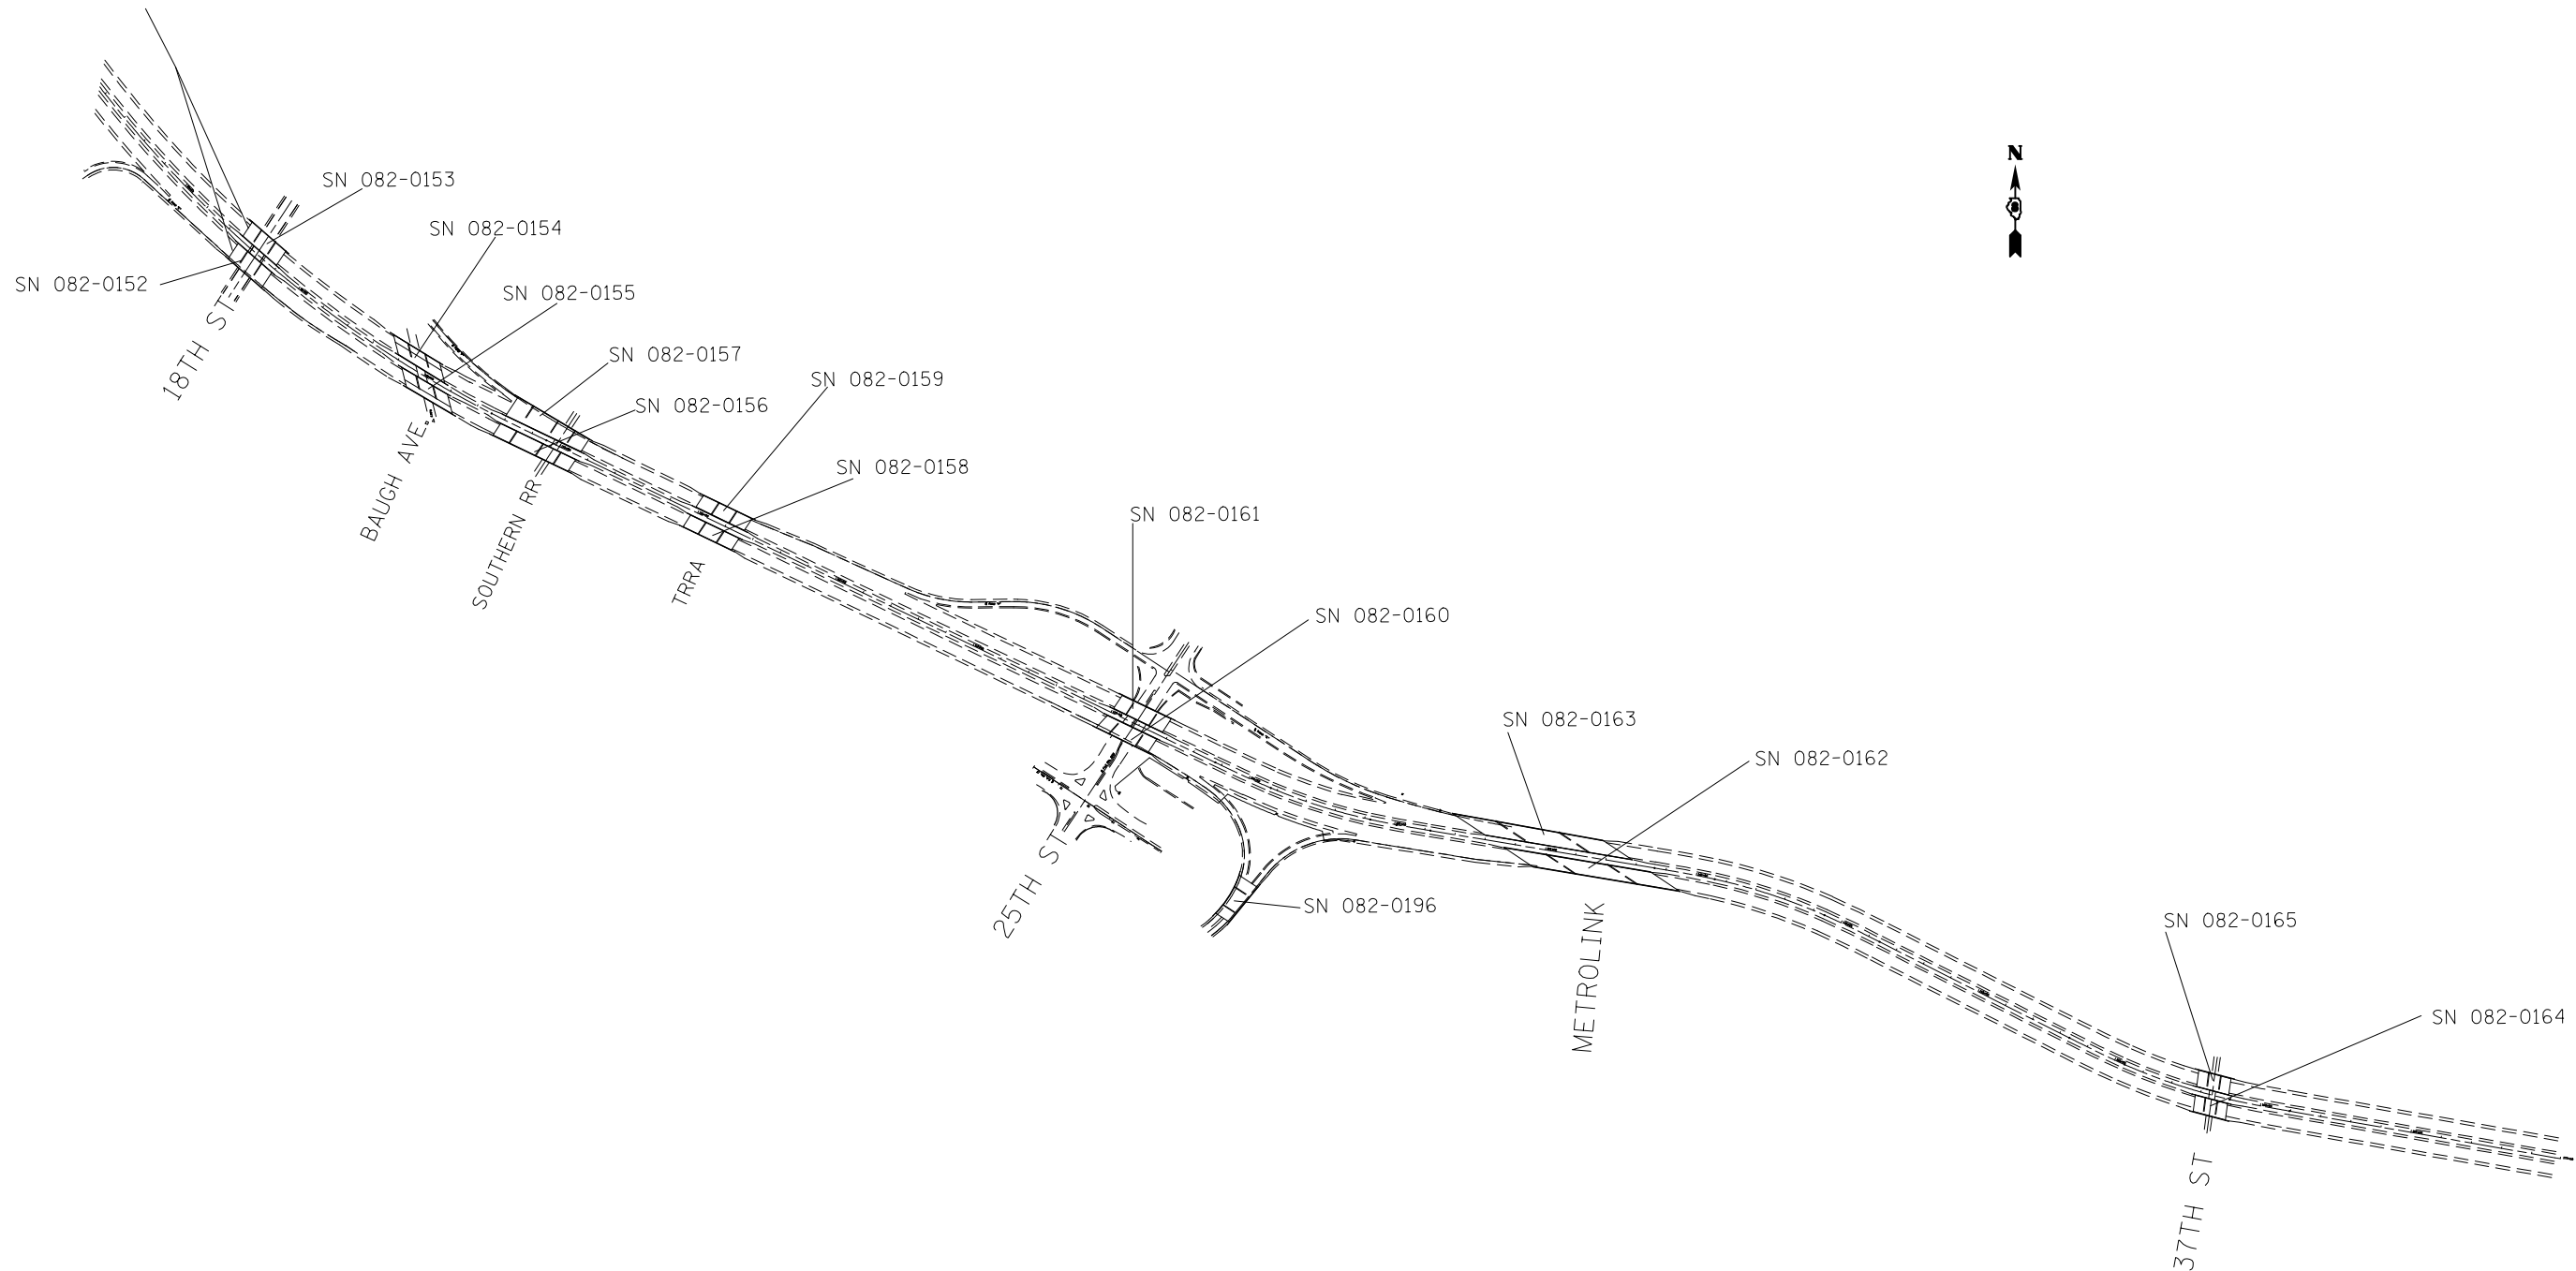 N
SN 082-0153
SN 082-0154
SN 082-0152
SN 082-0155
18TH ST
SN 082-0157
SN 082-0159
SN 082-0156
BAUGH AVE.
SN 082-0158
SOUTHERN RR
SN 082-0161
TRRA
SN 082-0160
SN 082-0163
SN 082-0162
25TH ST
SN 082-0196
METROLINK
SN 082-0165
SN 082-0164
37TH ST